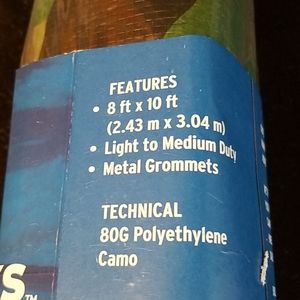 FEATURES
• 8 ft x 10 ft
(2.43 m x 3.04 m)
• Light to Medium Duty
• Metal Grommets
TECHNICAL
80G Polyethylene
Camo